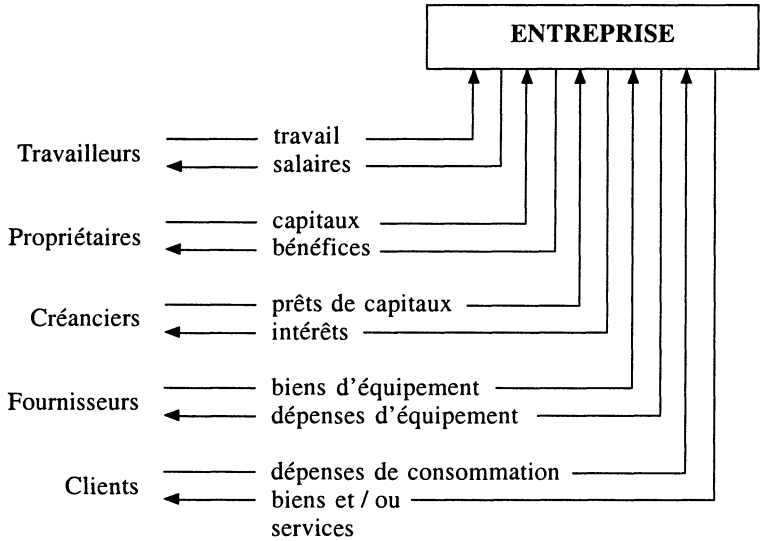 ENTREPRISE
Travailleurs
travail
salaires
Propriétaires
capitaux
bénéfices
Créanciers
prêts de capitaux
intérêts
Fournisseurs
biens d'équipement
dépenses d'équipement
Clients
dépenses de consommation
biens et / ou
services